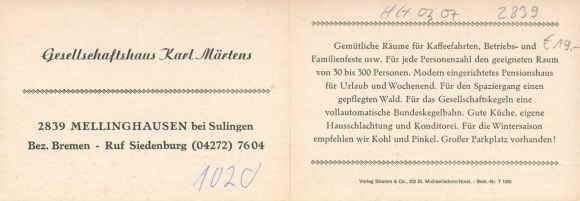 Gesellschaftshaus Karl Märtens
2839 MELLINGHAUSEN bei Sulingen
Bez. Bremen - Ruf Siedenburg (04272) 7604
1020
HH 03 07 2839
€ 19,-
Gemütliche Räume für Kaffeefahrten, Betriebs- und
Familienfeste usw. Für jede Personenzahl den geeigneten Raum
von 30 bis 300 Personen. Modern eingerichtetes Pensionshaus
für Urlaub und Wochenend. Für den Spaziergang einen
gepflegten Wald. Für das Gesellschaftskegeln eine
vollautomatische Bundeskegelbahn. Gute Küche, eigene
Hausschlachtung und Konditorei. Für die Wintersaison
empfehlen wir Kohl und Pinkel. Großer Parkplatz vorhanden!
Verlag Stramm & Co., 222 St. Michaelisdonn/Holst. - Best.-Nr. T